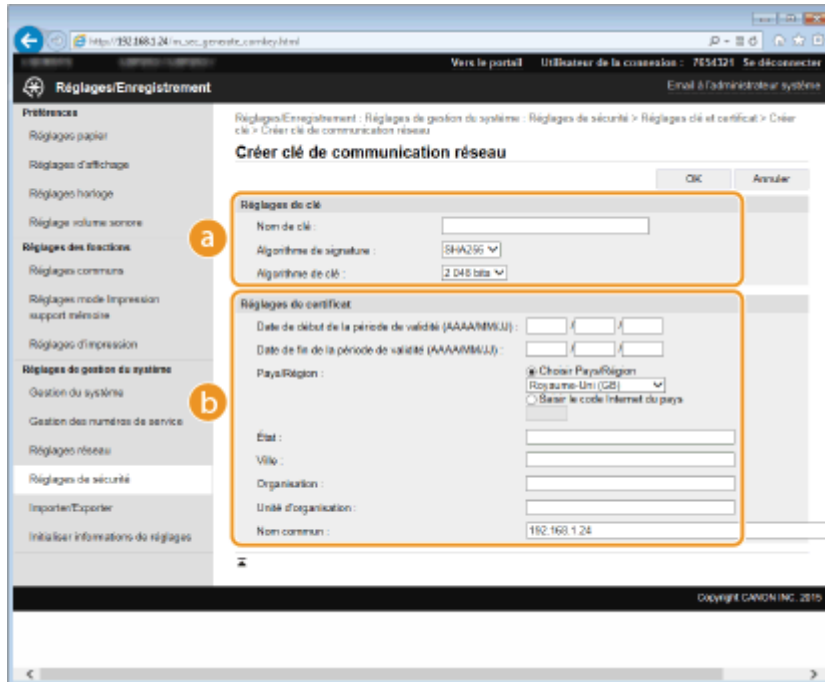 http://192.168.1.24/m_sec_generate_comkey.html
Vers le portail Utilisateur de la connexion : 7654321 Se déconnecter
Réglages/Enregistrement
Email à l'administrateur système
Préférences
Réglages papier
Réglages d'affichage
Réglages horloge
Réglage volume sonore
Réglages des fonctions
Réglages communs
Réglages mode Impression
support mémoire
Réglages d'impression
Réglages de gestion du système
Gestion du système
Gestion des numéros de service
Réglages réseau
Réglages de sécurité
Importer/Exporter
Initialiser informations de réglages
Réglages/Enregistrement : Réglages de gestion du système : Réglages de sécurité > Réglages clé et certificat > Créer
clé > Créer clé de communication réseau
Créer clé de communication réseau
OK Annuler
a
Réglages de clé
Nom de clé :
Algorithme de signature : SHA256
Algorithme de clé : 2 048 bits
b
Réglages de certificat
Date de début de la période de validité (AAAA/MM/JJ) : / /
Date de fin de la période de validité (AAAA/MM/JJ) : / /
Pays/Région : Choisir Pays/Région
Royaume-Uni (GB)
Saisir le code Internet du pays
État :
Ville :
Organisation :
Unité d'organisation :
Nom commun : 192.168.1.24
Copyright CANON INC. 2015